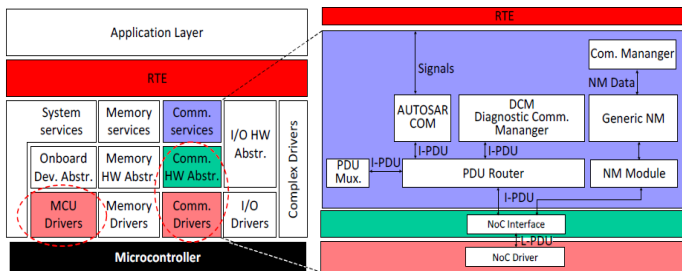 Application Layer
RTE
System
services
Memory
services
Comm.
services
I/O HW
Abstr.
Complex Drivers
Onboard
Dev. Abstr.
Memory
HW Abstr.
Comm.
HW Abstr.
MCU
Drivers
Memory
Drivers
Comm.
Drivers
I/O
Drivers
Microcontroller
RTE
Signals
Com. Mananger
NM Data
AUTOSAR
COM
DCM
Diagnostic Comm.
Mananger
Generic NM
I-PDU
I-PDU
PDU
Mux.
I-PDU
PDU Router
NM Module
I-PDU
NoC Interface
L-PDU
NoC Driver